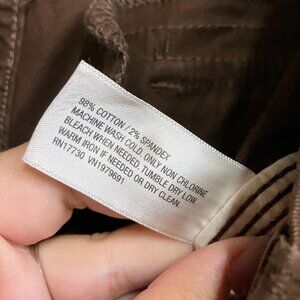 98% COTTON / 2% SPANDEX
MACHINE WASH COLD, ONLY NON CHLORINE
BLEACH WHEN NEEDED, TUMBLE DRY LOW,
WARM IRON IF NEEDED OR DRY CLEAN.
RN17730 VN1979691